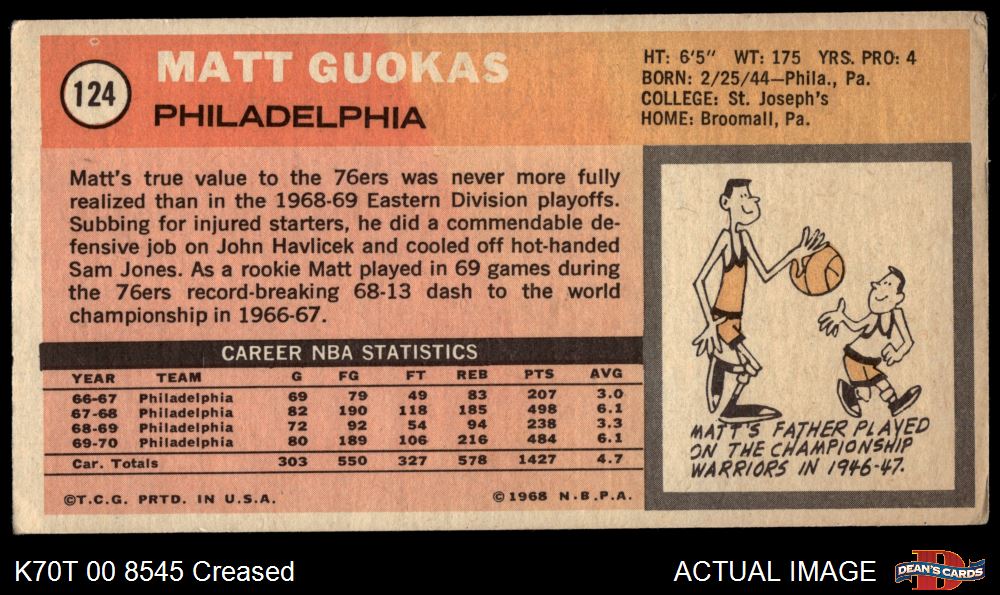 124
MATT GUOKAS
PHILADELPHIA
HT: 6'5" WT: 175 YRS. PRO: 4
BORN: 2/25/44—Phila., Pa.
COLLEGE: St. Joseph's
HOME: Broomall, Pa.
Matt's true value to the 76ers was never more fully
realized than in the 1968-69 Eastern Division playoffs.
Subbing for injured starters, he did a commendable de-
fensive job on John Havlicek and cooled off hot-handed
Sam Jones. As a rookie Matt played in 69 games during
the 76ers record-breaking 68-13 dash to the world
championship in 1966-67.
CAREER NBA STATISTICS
YEAR TEAM G FG FT REB PTS AVG
66-67 Philadelphia 69 79 49 83 207 3.0
67-68 Philadelphia 82 190 118 185 498 6.1
68-69 Philadelphia 72 92 54 94 238 3.3
69-70 Philadelphia 80 189 106 216 484 6.1
Car. Totals 303 550 327 578 1427 4.7
©T.C.G. PRTD. IN U.S.A. ©1968 N.B.P.A.
MATT'S FATHER PLAYED
ON THE CHAMPIONSHIP
WARRIORS IN 1946-47.
K70T 00 8545 Creased
ACTUAL IMAGE
DEAN'S CARDS